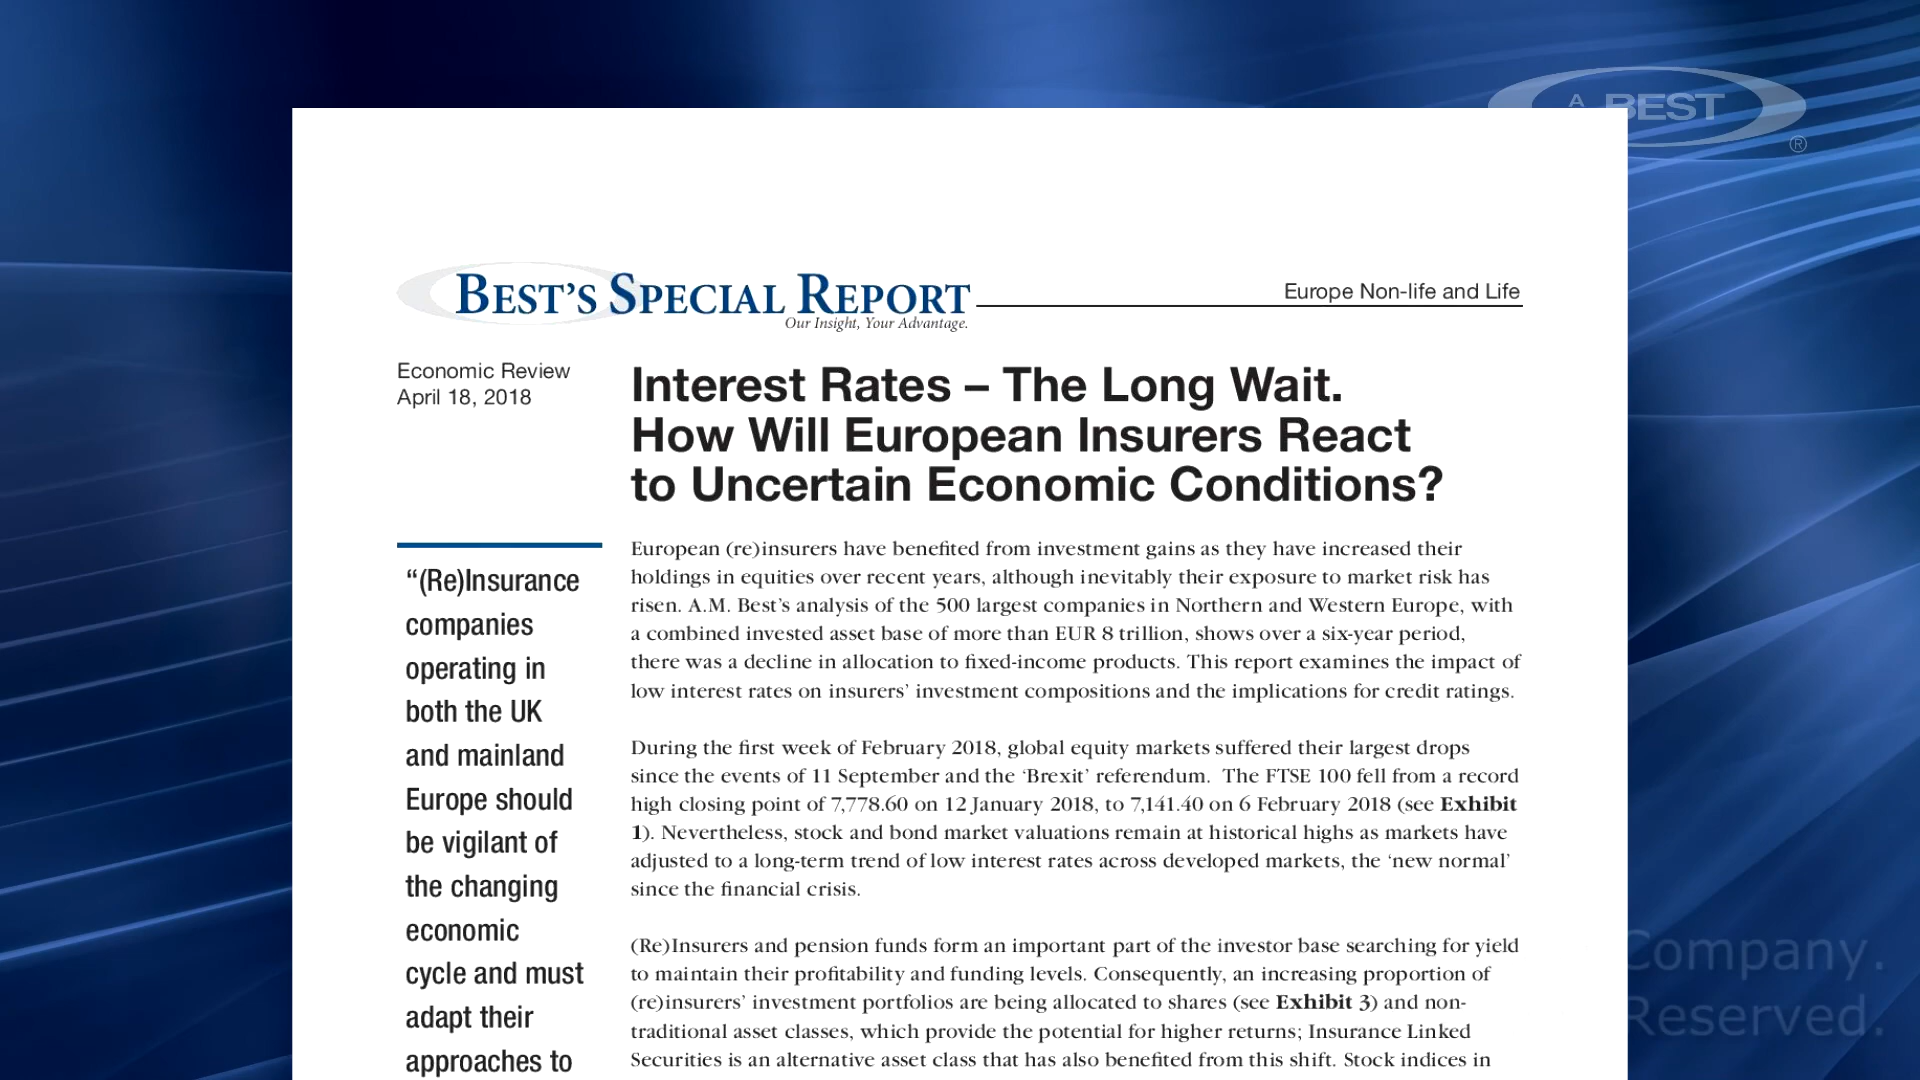 A BEST
®
BEST'S SPECIAL REPORT
Our Insight, Your Advantage.
Europe Non-life and Life
Economic Review
April 18, 2018
Interest Rates – The Long Wait.
How Will European Insurers React
to Uncertain Economic Conditions?
“(Re)Insurance
companies
operating in
both the UK
and mainland
Europe should
be vigilant of
the changing
economic
cycle and must
adapt their
approaches to
European (re)insurers have benefited from investment gains as they have increased their
holdings in equities over recent years, although inevitably their exposure to market risk has
risen. A.M. Best’s analysis of the 500 largest companies in Northern and Western Europe, with
a combined invested asset base of more than EUR 8 trillion, shows over a six-year period,
there was a decline in allocation to fixed-income products. This report examines the impact of
low interest rates on insurers’ investment compositions and the implications for credit ratings.
During the first week of February 2018, global equity markets suffered their largest drops
since the events of 11 September and the ‘Brexit’ referendum.  The FTSE 100 fell from a record
high closing point of 7,778.60 on 12 January 2018, to 7,141.40 on 6 February 2018 (see Exhibit
1). Nevertheless, stock and bond market valuations remain at historical highs as markets have
adjusted to a long-term trend of low interest rates across developed markets, the ‘new normal’
since the financial crisis.
(Re)Insurers and pension funds form an important part of the investor base searching for yield
to maintain their profitability and funding levels. Consequently, an increasing proportion of
(re)insurers’ investment portfolios are being allocated to shares (see Exhibit 3) and non-
traditional asset classes, which provide the potential for higher returns; Insurance Linked
Securities is an alternative asset class that has also benefited from this shift. Stock indices in
Company.
Reserved.